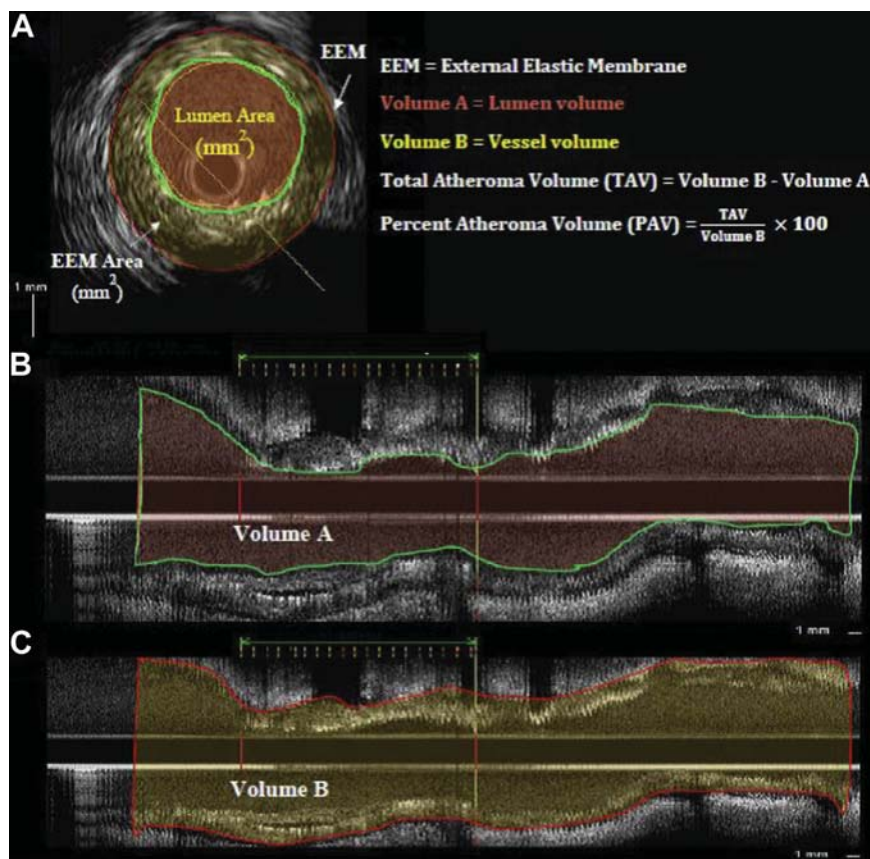 A
EEM
Lumen Area
(mm²)
EEM Area
(mm²)
1 mm
EEM = External Elastic Membrane
Volume A = Lumen volume
Volume B = Vessel volume
Total Atheroma Volume (TAV) = Volume B - Volume A
Percent Atheroma Volume (PAV) = TAV/Volume B × 100
B
Volume A
1 mm
C
Volume B
1 mm